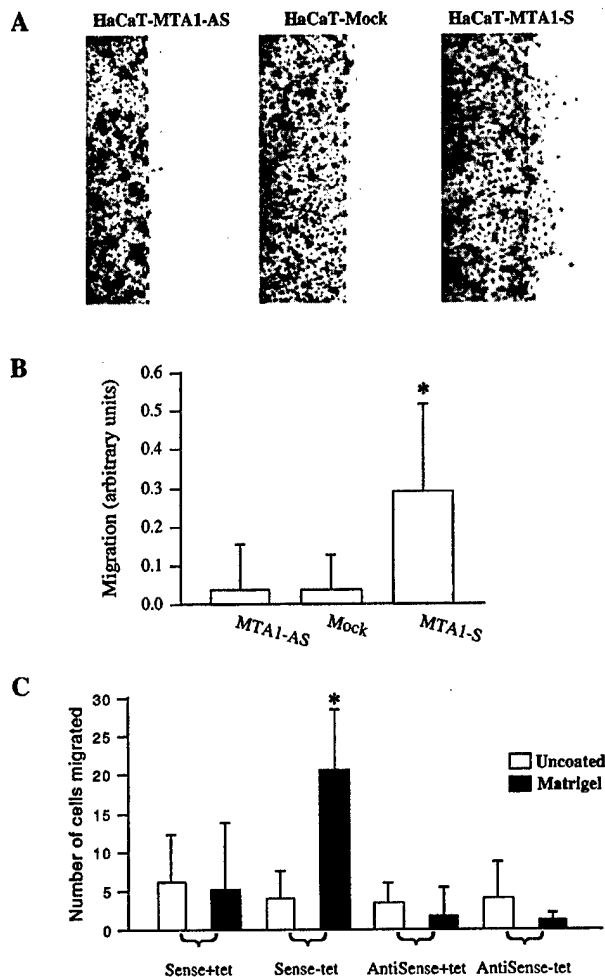 A
HaCaT-MTA1-AS HaCaT-Mock HaCaT-MTA1-S
B
Migration (arbitrary units)
0.6
0.5
0.4
0.3
0.2
0.1
0.0
*
MTA1-AS Mock MTA1-S
C
Number of cells migrated
30
25
20
15
10
5
0
*
Uncoated
Matrigel
Sense+tet Sense-tet AntiSense+tet AntiSense-tet